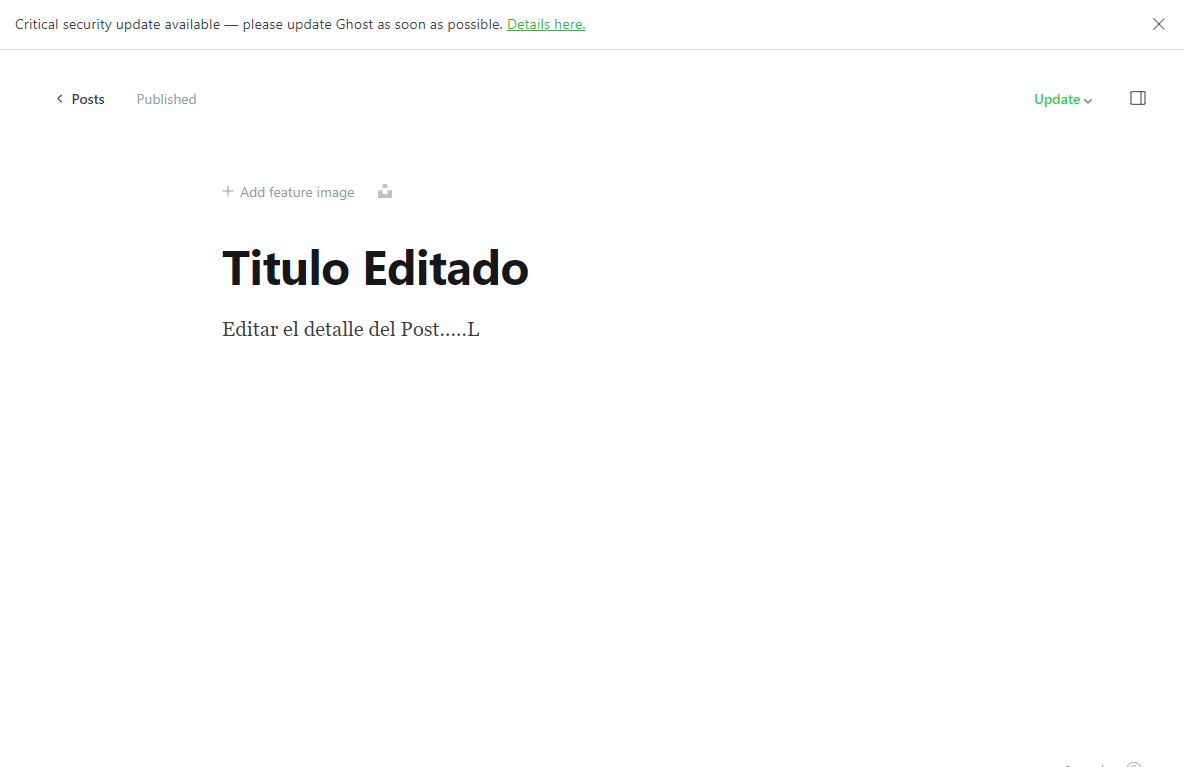 Critical security update available — please update Ghost as soon as possible. Details here.
Posts Published Update
Add feature image
Titulo Editado
Editar el detalle del Post.....L